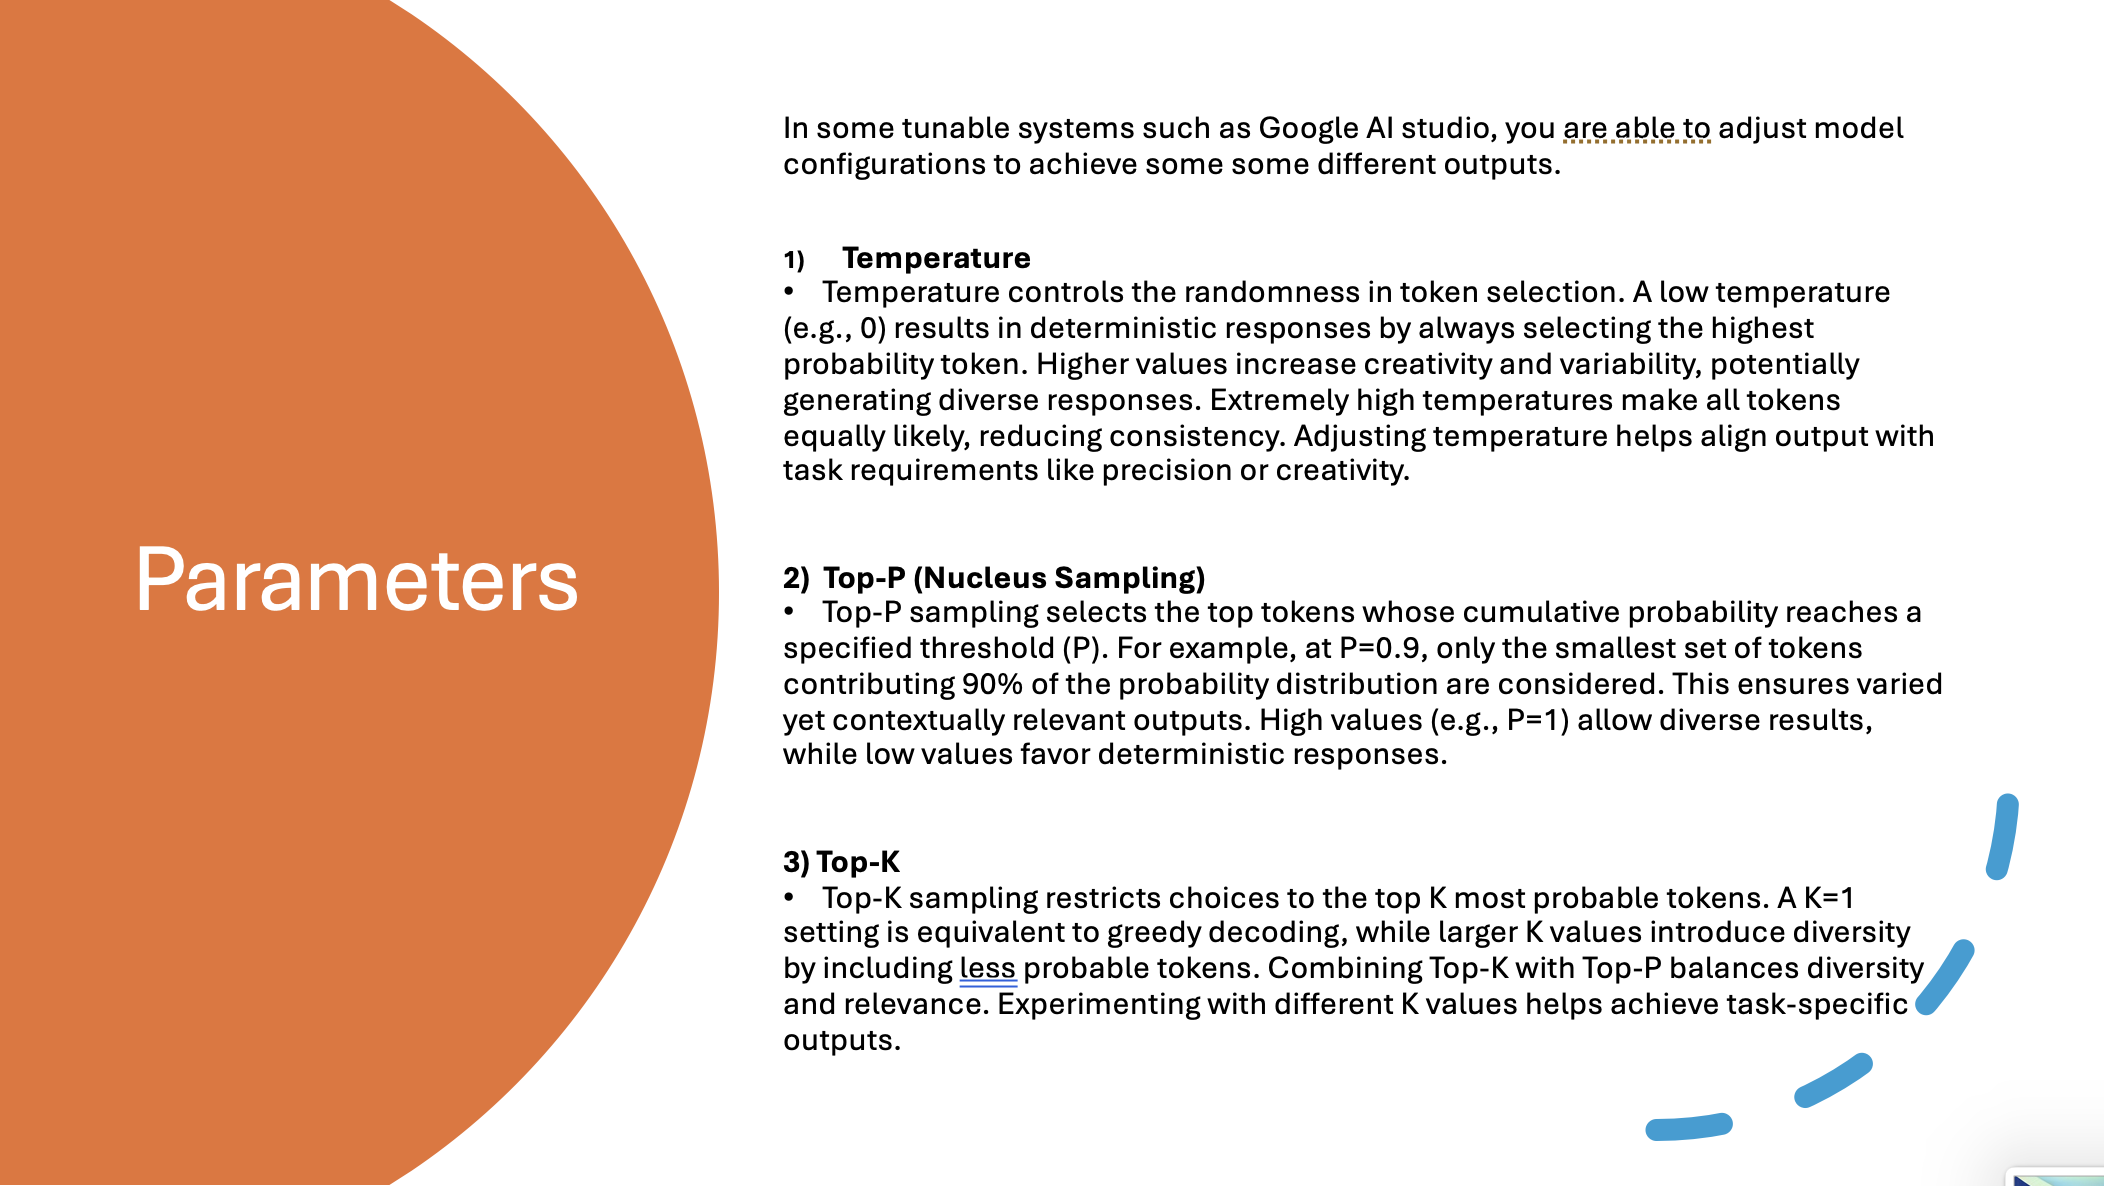 Parameters
In some tunable systems such as Google AI studio, you are able to adjust model
configurations to achieve some some different outputs.
1) Temperature
• Temperature controls the randomness in token selection. A low temperature
(e.g., 0) results in deterministic responses by always selecting the highest
probability token. Higher values increase creativity and variability, potentially
generating diverse responses. Extremely high temperatures make all tokens
equally likely, reducing consistency. Adjusting temperature helps align output with
task requirements like precision or creativity.
2) Top-P (Nucleus Sampling)
• Top-P sampling selects the top tokens whose cumulative probability reaches a
specified threshold (P). For example, at P=0.9, only the smallest set of tokens
contributing 90% of the probability distribution are considered. This ensures varied
yet contextually relevant outputs. High values (e.g., P=1) allow diverse results,
while low values favor deterministic responses.
3) Top-K
• Top-K sampling restricts choices to the top K most probable tokens. A K=1
setting is equivalent to greedy decoding, while larger K values introduce diversity
by including less probable tokens. Combining Top-K with Top-P balances diversity
and relevance. Experimenting with different K values helps achieve task-specific
outputs.